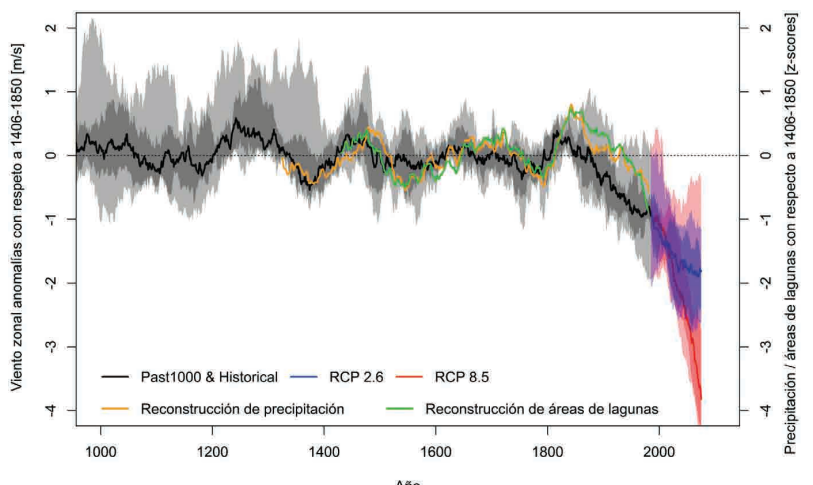 Viento zonal anomalías con respeto a 1406-1850 [m/s]
2
1
0
-1
-2
-3
-4
Past1000 & Historical
RCP 2.6
RCP 8.5
Reconstrucción de precipitación
Reconstrucción de áreas de lagunas
1000
1200
1400
1600
1800
2000
Año
2
1
0
-1
-2
-3
-4
Precipitación / áreas de lagunas con respecto a 1406-1850 [z-scores]